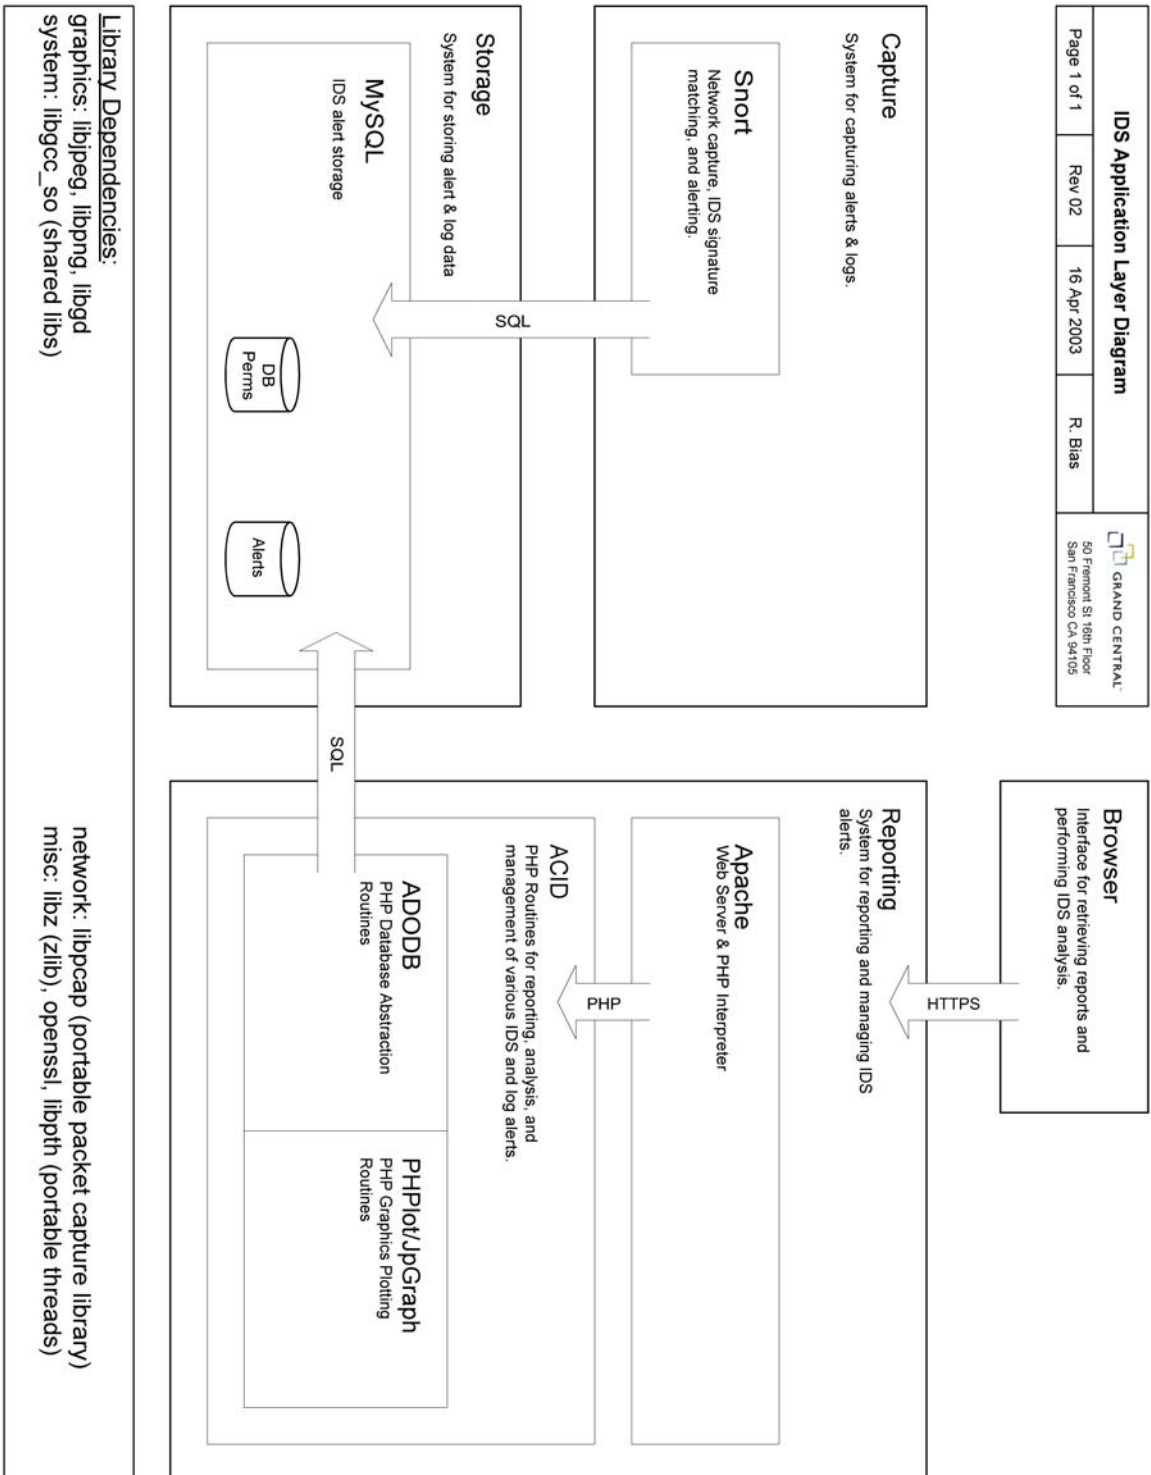 IDS Application Layer Diagram
Page 1 of 1
Rev 02
16 Apr 2003
R. Bias
GRAND CENTRAL™
50 Fremont St 16th Floor
San Francisco CA 94105
Browser
Interface for retrieving reports and
performing IDS analysis.
HTTPS
Capture
System for capturing alerts & logs.
Snort
Network capture, IDS signature
matching, and alerting.
SQL
Reporting
System for reporting and managing IDS
alerts.
Apache
Web Server & PHP Interpreter
PHP
ACID
PHP Routines for reporting, analysis, and
management of various IDS and log alerts.
ADODB
PHP Database Abstraction
Routines
PHPlot/JpGraph
PHP Graphics Plotting
Routines
SQL
Storage
System for storing alert & log data
MySQL
IDS alert storage
DB
Perms
Alerts
Library Dependencies:
graphics: libjpeg, libpng, libgd
system: libgcc_so (shared libs)
network: libpcap (portable packet capture library)
misc: libz (zlib), openssl, libpth (portable threads)